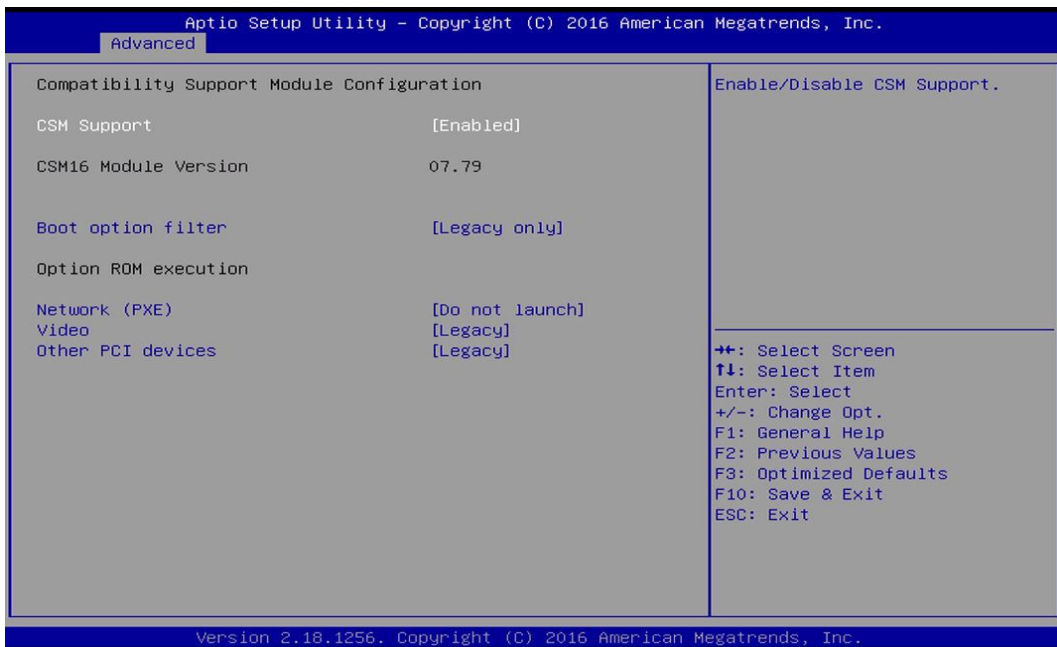 Aptio Setup Utility – Copyright (C) 2016 American Megatrends, Inc.
Advanced
Compatibility Support Module Configuration
CSM Support [Enabled]
CSM16 Module Version 07.79
Boot option filter [Legacy only]
Option ROM execution
Network (PXE) [Do not launch]
Video [Legacy]
Other PCI devices [Legacy]
Enable/Disable CSM Support.
→←: Select Screen
↑↓: Select Item
Enter: Select
+/-: Change Opt.
F1: General Help
F2: Previous Values
F3: Optimized Defaults
F10: Save & Exit
ESC: Exit
Version 2.18.1256. Copyright (C) 2016 American Megatrends, Inc.